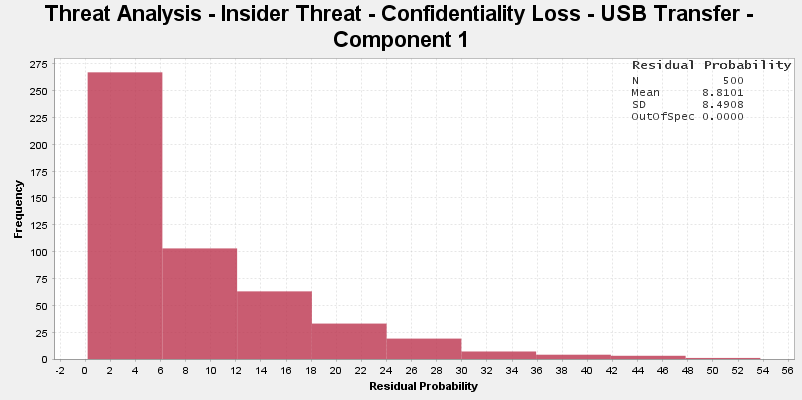 Threat Analysis - Insider Threat - Confidentiality Loss - USB Transfer -
Component 1
Residual Probability
N 500
Mean 8.8101
SD 8.4908
OutOfSpec 0.0000
275
250
225
200
175
150
125
100
75
50
25
0
Frequency
-2 0 2 4 6 8 10 12 14 16 18 20 22 24 26 28 30 32 34 36 38 40 42 44 46 48 50 52 54 56
Residual Probability